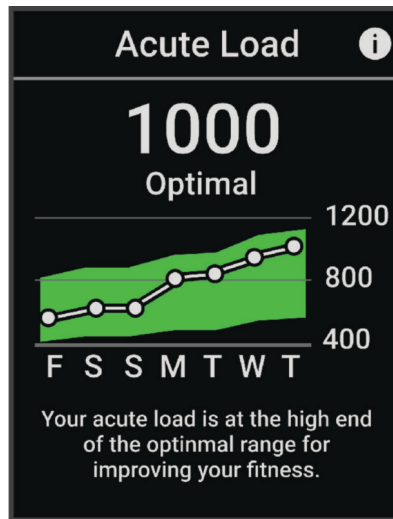 Acute Load i
1000
Optimal
1200
800
400
F S S M T W T
Your acute load is at the high end
of the optinmal range for
improving your fitness.